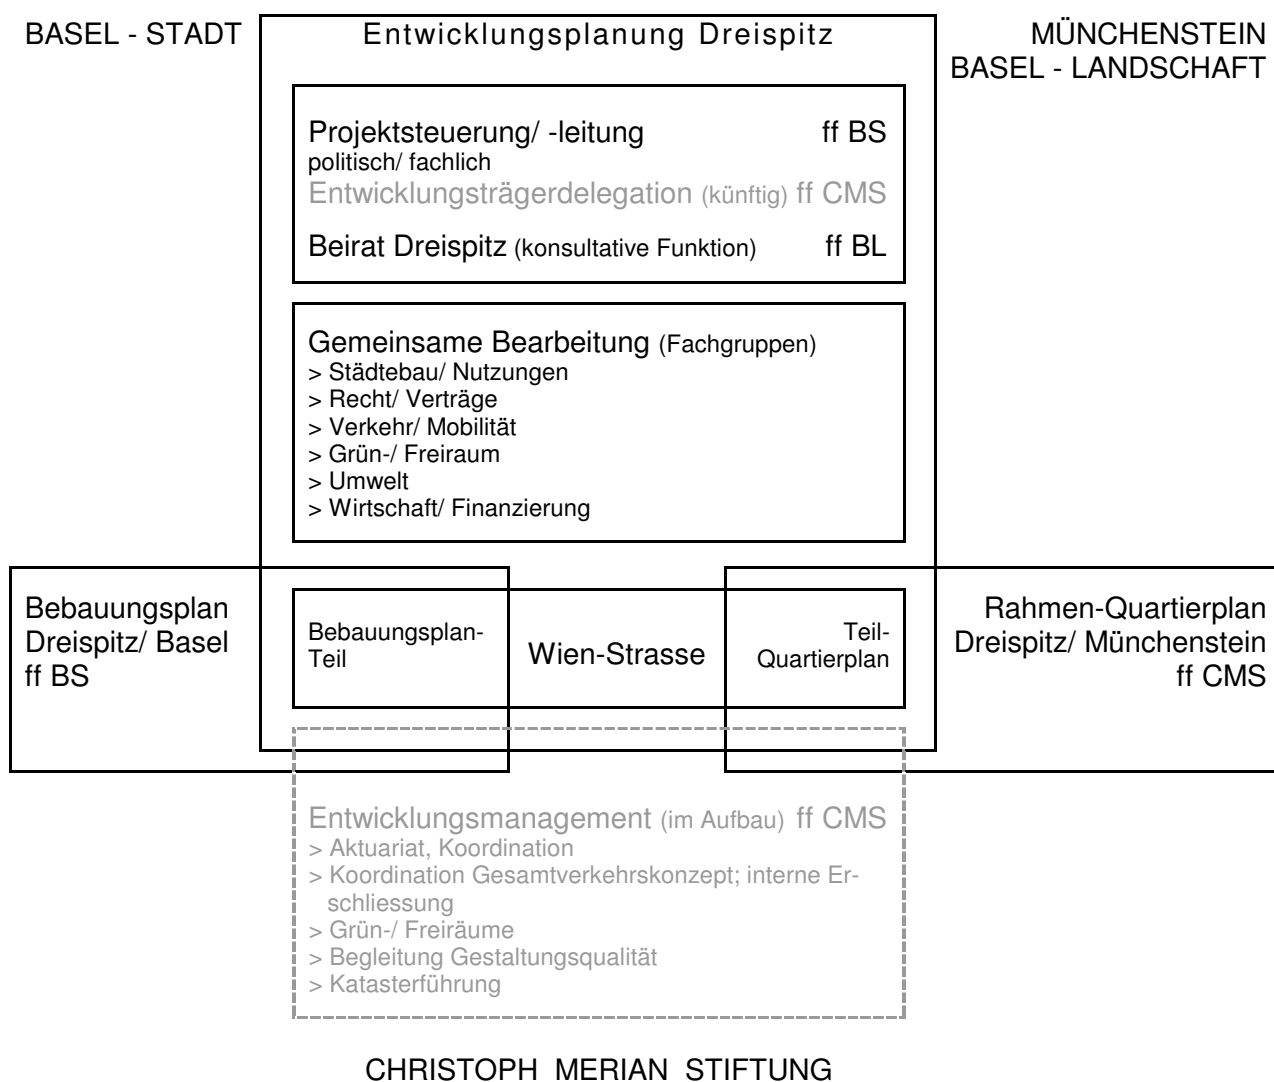 BASEL - STADT
Entwicklungsplanung Dreispitz
MÜNCHENSTEIN
BASEL - LANDSCHAFT
Projektsteuerung/ -leitung ff BS
politisch/ fachlich
Entwicklungsträgerdelegation (künftig) ff CMS
Beirat Dreispitz (konsultative Funktion) ff BL
Gemeinsame Bearbeitung (Fachgruppen)
> Städtebau/ Nutzungen
> Recht/ Verträge
> Verkehr/ Mobilität
> Grün-/ Freiraum
> Umwelt
> Wirtschaft/ Finanzierung
Bebauungsplan
Dreispitz/ Basel
ff BS
Bebauungsplan-
Teil
Wien-Strasse
Teil-
Quartierplan
Rahmen-Quartierplan
Dreispitz/ Münchenstein
ff CMS
Entwicklungsmanagement (im Aufbau) ff CMS
> Aktuariat, Koordination
> Koordination Gesamtverkehrskonzept; interne Er-
schliessung
> Grün-/ Freiräume
> Begleitung Gestaltungsqualität
> Katasterführung
CHRISTOPH MERIAN STIFTUNG